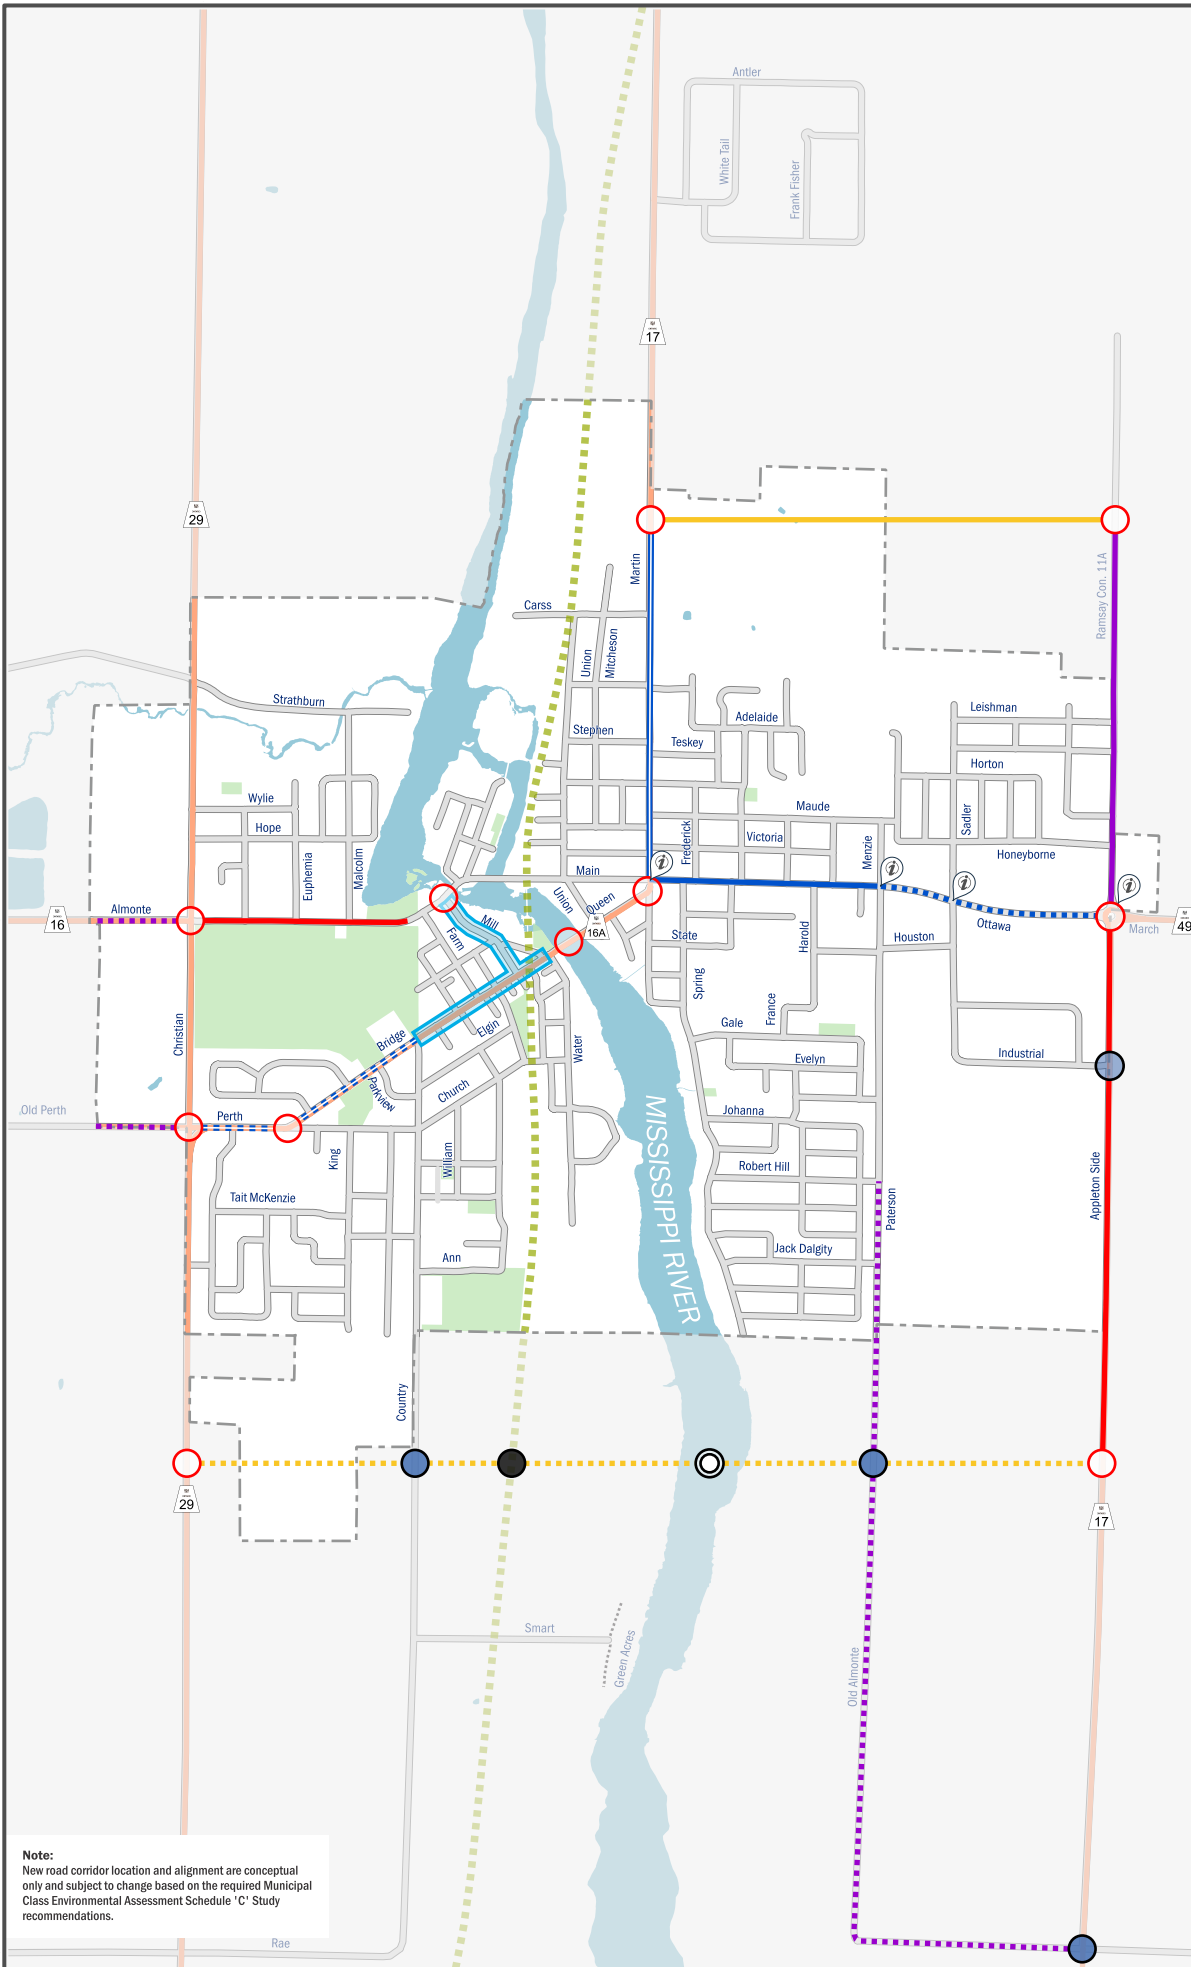 Antler
White Tail
Frank Fisher
17
29
Martin
Ramsay Con. 11A
Carss
Union
Mitcheson
Strathburn
Leishman
Adelaide
Stephen
Teskey
Horton
Wylie
Maude
Hope
Sadler
Frederick
Victoria
Menzie
Euphemia
Malcolm
Main
Honeyborne
i
i
i
i
Union
Queen
Almonte
16
Mill
16A
Farm
State
Harold
Houston
Ottawa
March
49
Spring
France
Christian
Bridge
Elgin
Water
Gale
Industrial
Evelyn
Parkview
Church
Old Perth
Perth
Johanna
MISSISSIPPI RIVER
King
William
Robert Hill
Appleton Side
Tait McKenzie
Paterson
Ann
Jack Dalgity
Country
29
17
Smart
Green Acres
Old Almonte
Note:
New road corridor location and alignment are conceptual
only and subject to change based on the required Municipal
Class Environmental Assessment Schedule 'C' Study
recommendations.
Rae